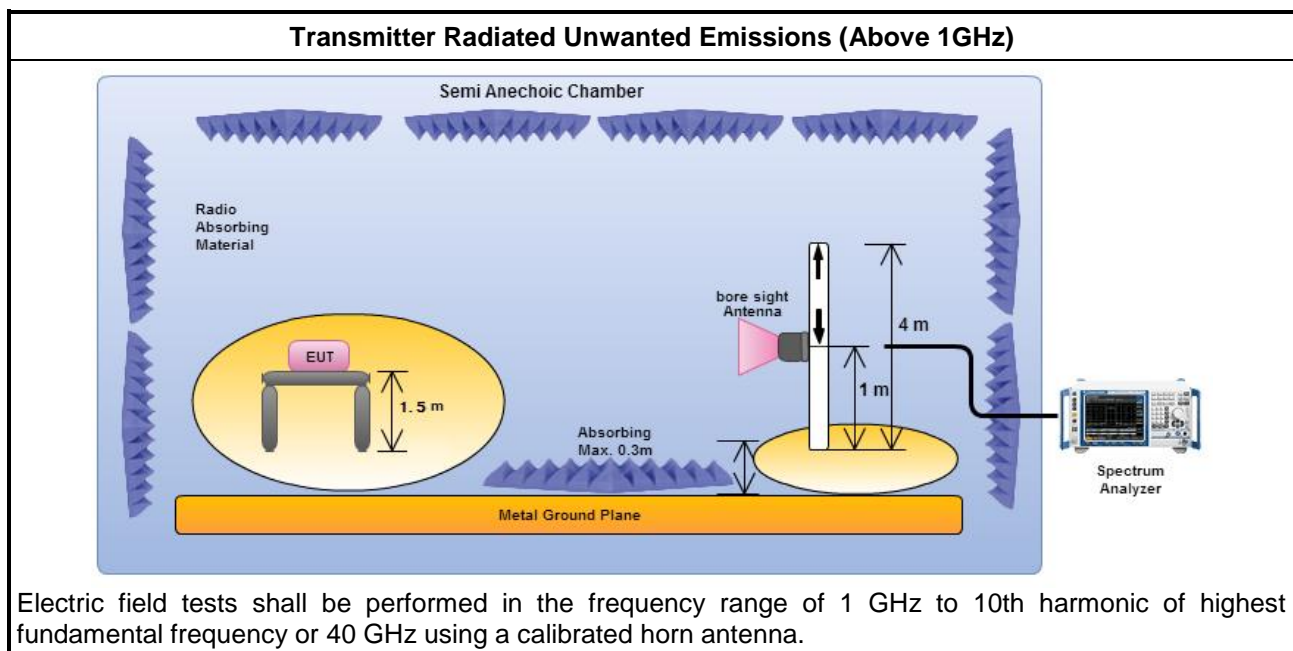 Transmitter Radiated Unwanted Emissions (Above 1GHz)
Semi Anechoic Chamber
Radio
Absorbing
Material
bore sight
Antenna
4 m
EUT
1 m
1.5 m
Absorbing
Max. 0.3m
Spectrum
Analyzer
Metal Ground Plane
Electric field tests shall be performed in the frequency range of 1 GHz to 10th harmonic of highest
fundamental frequency or 40 GHz using a calibrated horn antenna.